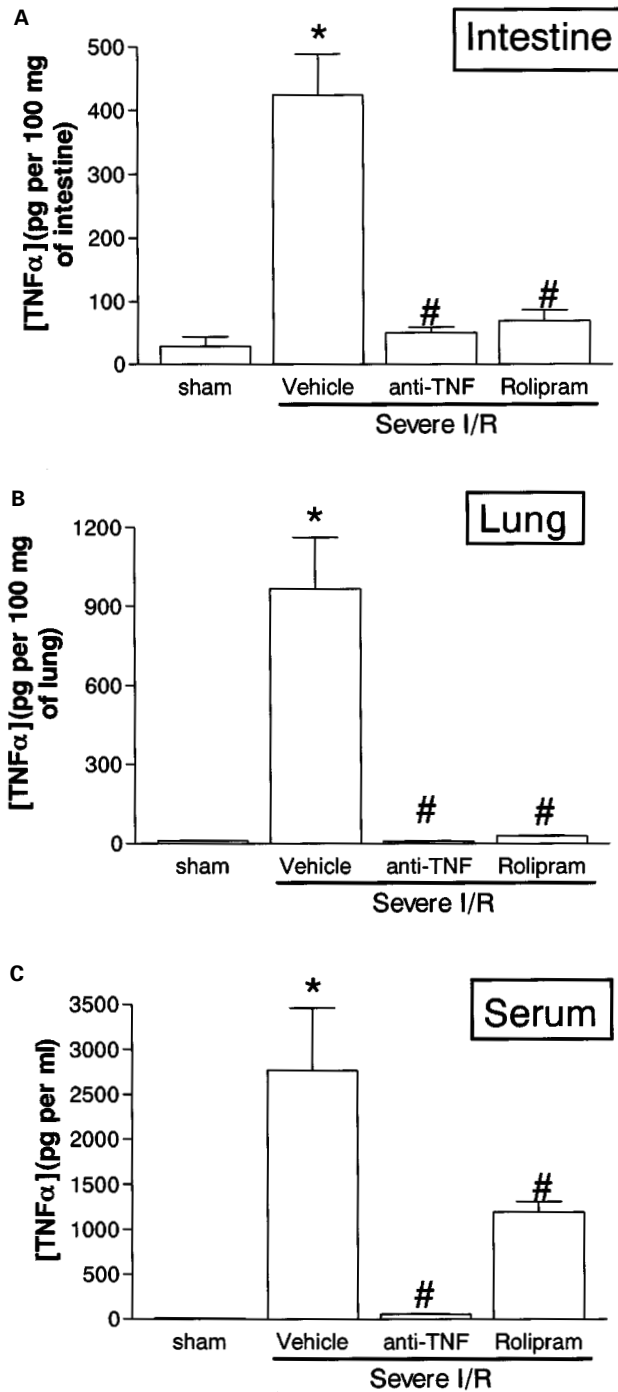 A
Intestine
[TNFα] (pg per 100 mg
of intestine)
500
400
300
200
100
0
*
#
#
sham
Vehicle
anti-TNF
Rolipram
Severe I/R
B
Lung
[TNFα] (pg per 100 mg
of lung)
1200
900
600
300
0
*
#
#
sham
Vehicle
anti-TNF
Rolipram
Severe I/R
C
Serum
[TNFα] (pg per ml)
3500
3000
2500
2000
1500
1000
500
0
*
#
#
sham
Vehicle
anti-TNF
Rolipram
Severe I/R